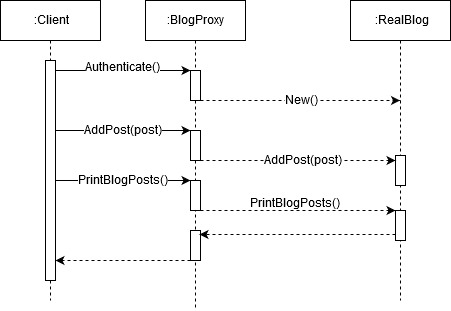 :Client
:BlogProxy
:RealBlog
Authenticate()
New()
AddPost(post)
AddPost(post)
PrintBlogPosts()
PrintBlogPosts()